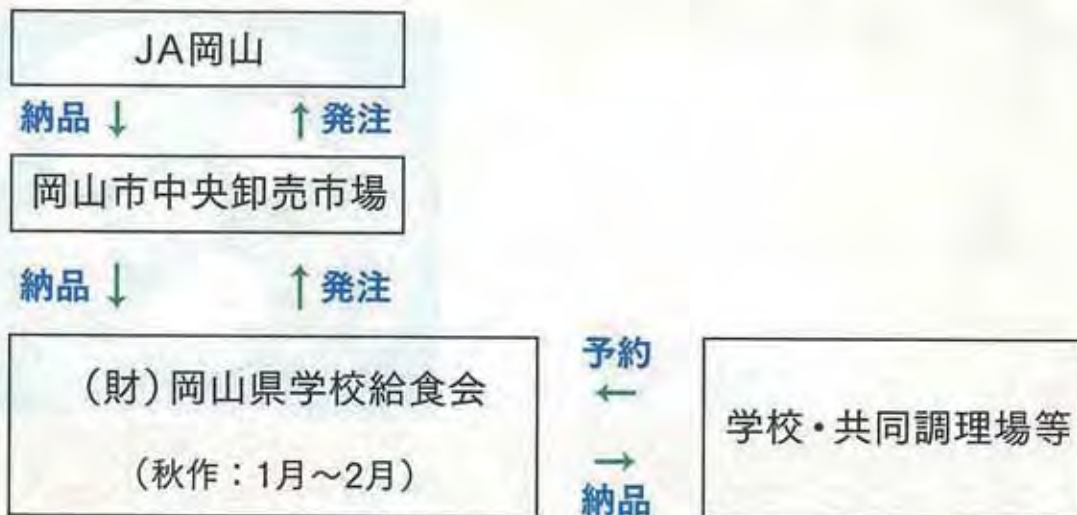 JA岡山
納品 ↓ ↑ 発注
岡山市中央卸売市場
納品 ↓ ↑ 発注
(財)岡山県学校給食会
(秋作:1月～2月)
予約
←
→
納品
学校・共同調理場等